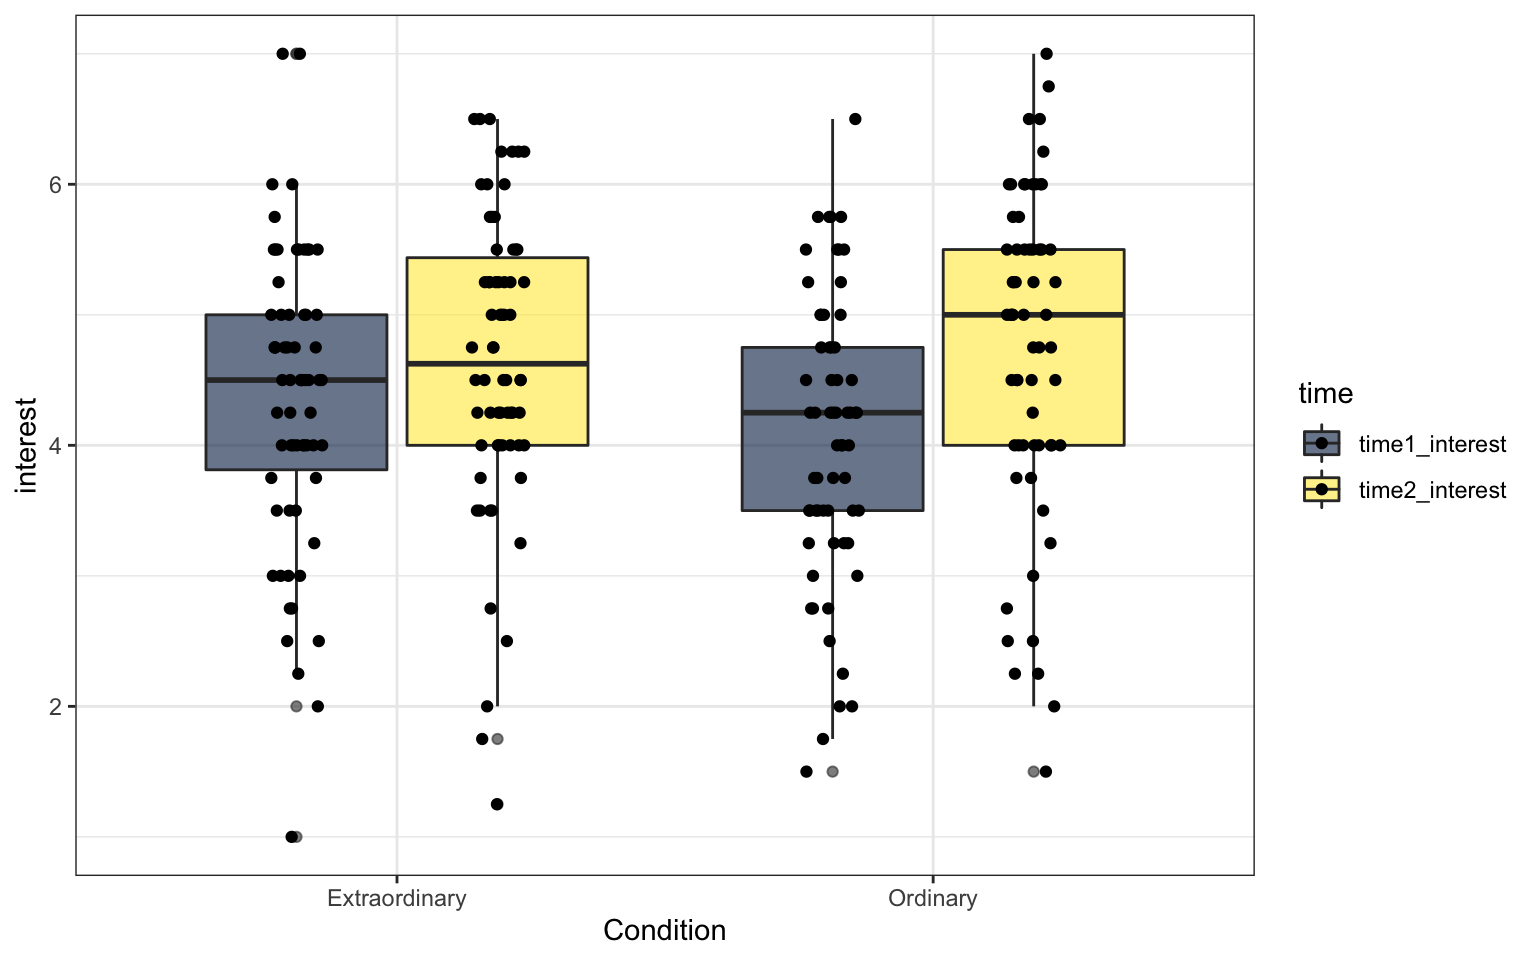 interest
6
4
2
Extraordinary
Ordinary
Condition
time
time1_interest
time2_interest